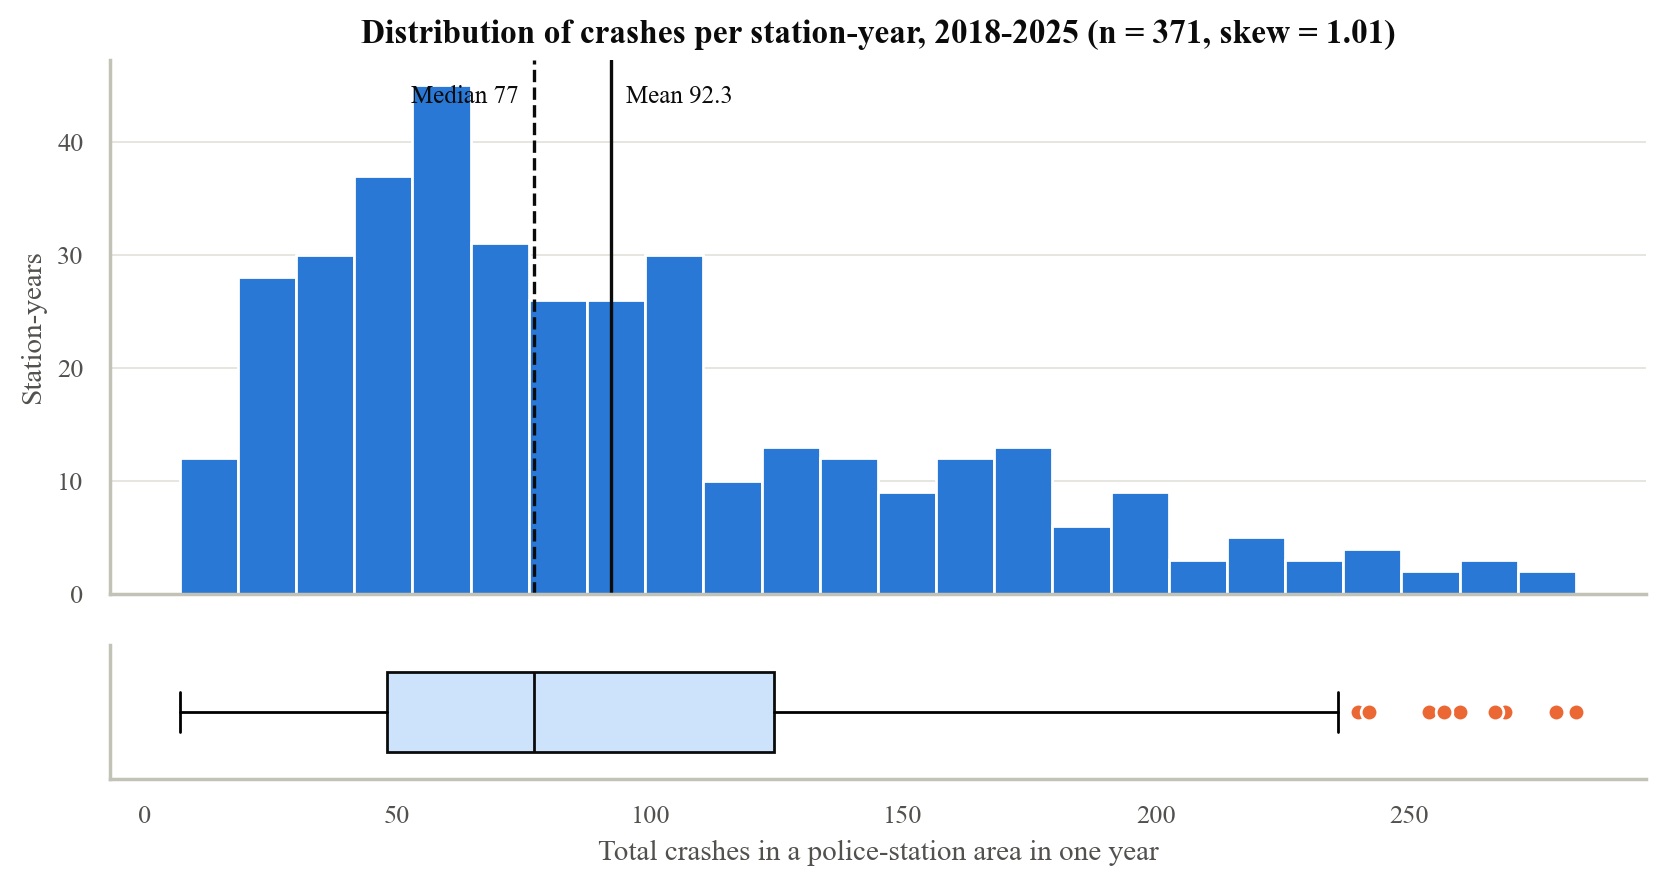 Distribution of crashes per station-year, 2018-2025 (n = 371, skew = 1.01)
Median 77
Mean 92.3
Station-years
40
30
20
10
0
0 50 100 150 200 250
Total crashes in a police-station area in one year